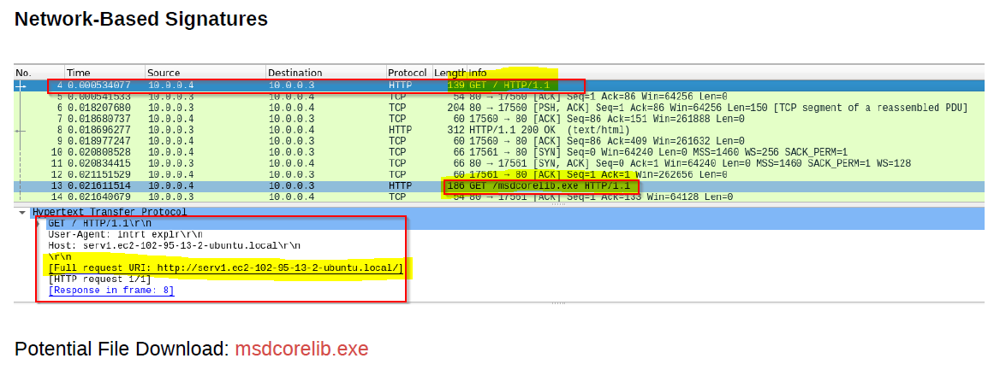 Network-Based Signatures
No. Time Source Destination Protocol Length Info
4 0.000534077 10.0.0.4 10.0.0.3 HTTP 139 GET / HTTP/1.1
5 0.000541533 10.0.0.3 10.0.0.4 TCP 54 80 → 17560 [ACK] Seq=1 Ack=86 Win=64256 Len=0
6 0.018207680 10.0.0.3 10.0.0.4 TCP 204 80 → 17560 [PSH, ACK] Seq=1 Ack=86 Win=64256 Len=150 [TCP segment of a reassembled PDU]
7 0.018680737 10.0.0.4 10.0.0.3 TCP 60 17560 → 80 [ACK] Seq=86 Ack=151 Win=261888 Len=0
8 0.018696277 10.0.0.3 10.0.0.4 HTTP 312 HTTP/1.1 200 OK (text/html)
9 0.018977247 10.0.0.4 10.0.0.3 TCP 60 17560 → 80 [ACK] Seq=86 Ack=409 Win=261632 Len=0
10 0.020808528 10.0.0.4 10.0.0.3 TCP 66 17561 → 80 [SYN] Seq=0 Win=64240 Len=0 MSS=1460 WS=256 SACK_PERM=1
11 0.020834415 10.0.0.3 10.0.0.4 TCP 66 80 → 17561 [SYN, ACK] Seq=0 Ack=1 Win=64240 Len=0 MSS=1460 SACK_PERM=1 WS=128
12 0.021151529 10.0.0.4 10.0.0.3 TCP 60 17561 → 80 [ACK] Seq=1 Ack=1 Win=262656 Len=0
13 0.021611514 10.0.0.4 10.0.0.3 HTTP 186 GET /msdcorelib.exe HTTP/1.1
14 0.021640679 10.0.0.3 10.0.0.4 TCP 54 80 → 17561 [ACK] Seq=1 Ack=133 Win=64128 Len=0
Hypertext Transfer Protocol
GET / HTTP/1.1\r\n
User-Agent: Intrt explr\r\n
Host: serv1.ec2-102-95-13-2-ubuntu.local\r\n
\r\n
[Full request URI: http://serv1.ec2-102-95-13-2-ubuntu.local/]
[HTTP request 1/1]
[Response in frame: 8]
Potential File Download: msdcorelib.exe